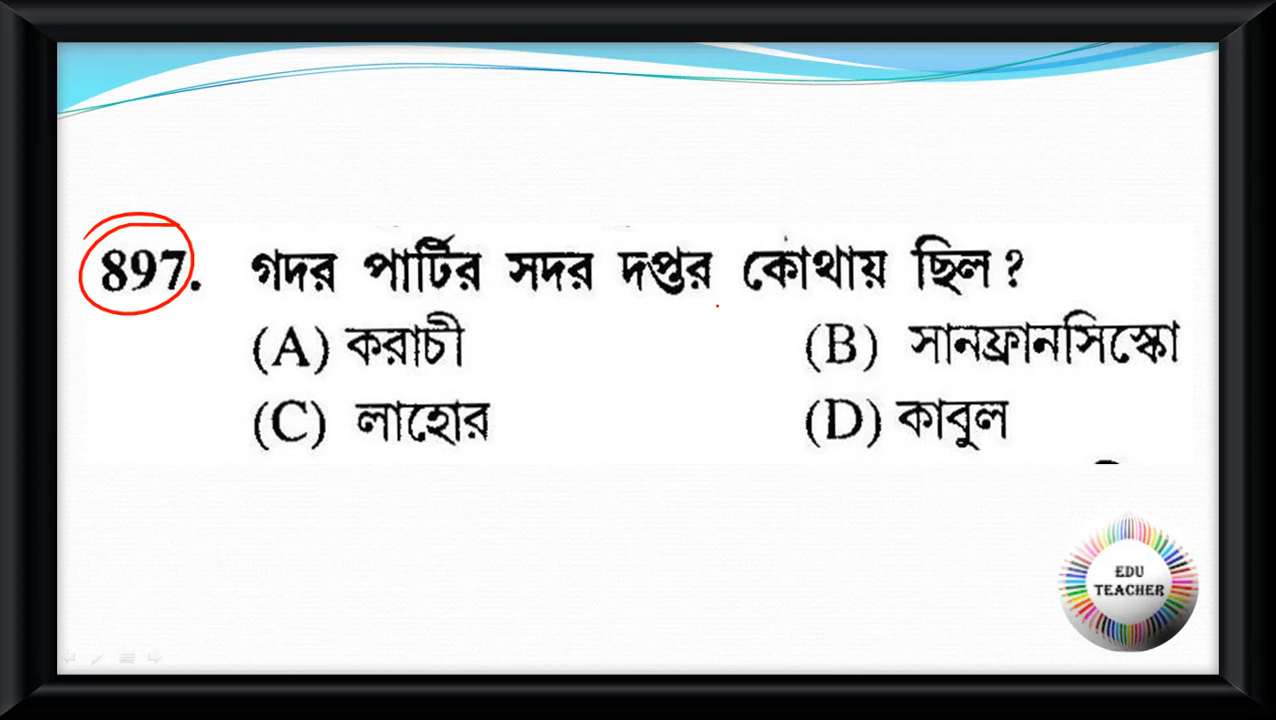 897. গদর পার্টির সদর দপ্তর কোথায় ছিল ?
(A) করাচী (B) সানফ্রানসিস্কো
(C) লাহোর (D) কাবুল
EDU
TEACHER